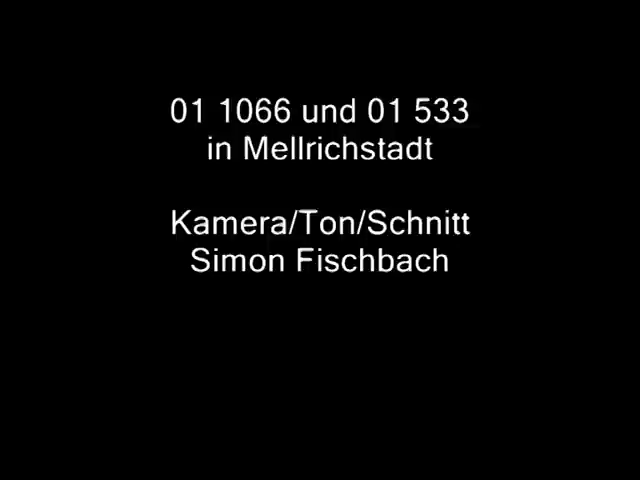 01 1066 und 01 533
in Mellrichstadt
Kamera/Ton/Schnitt
Simon Fischbach